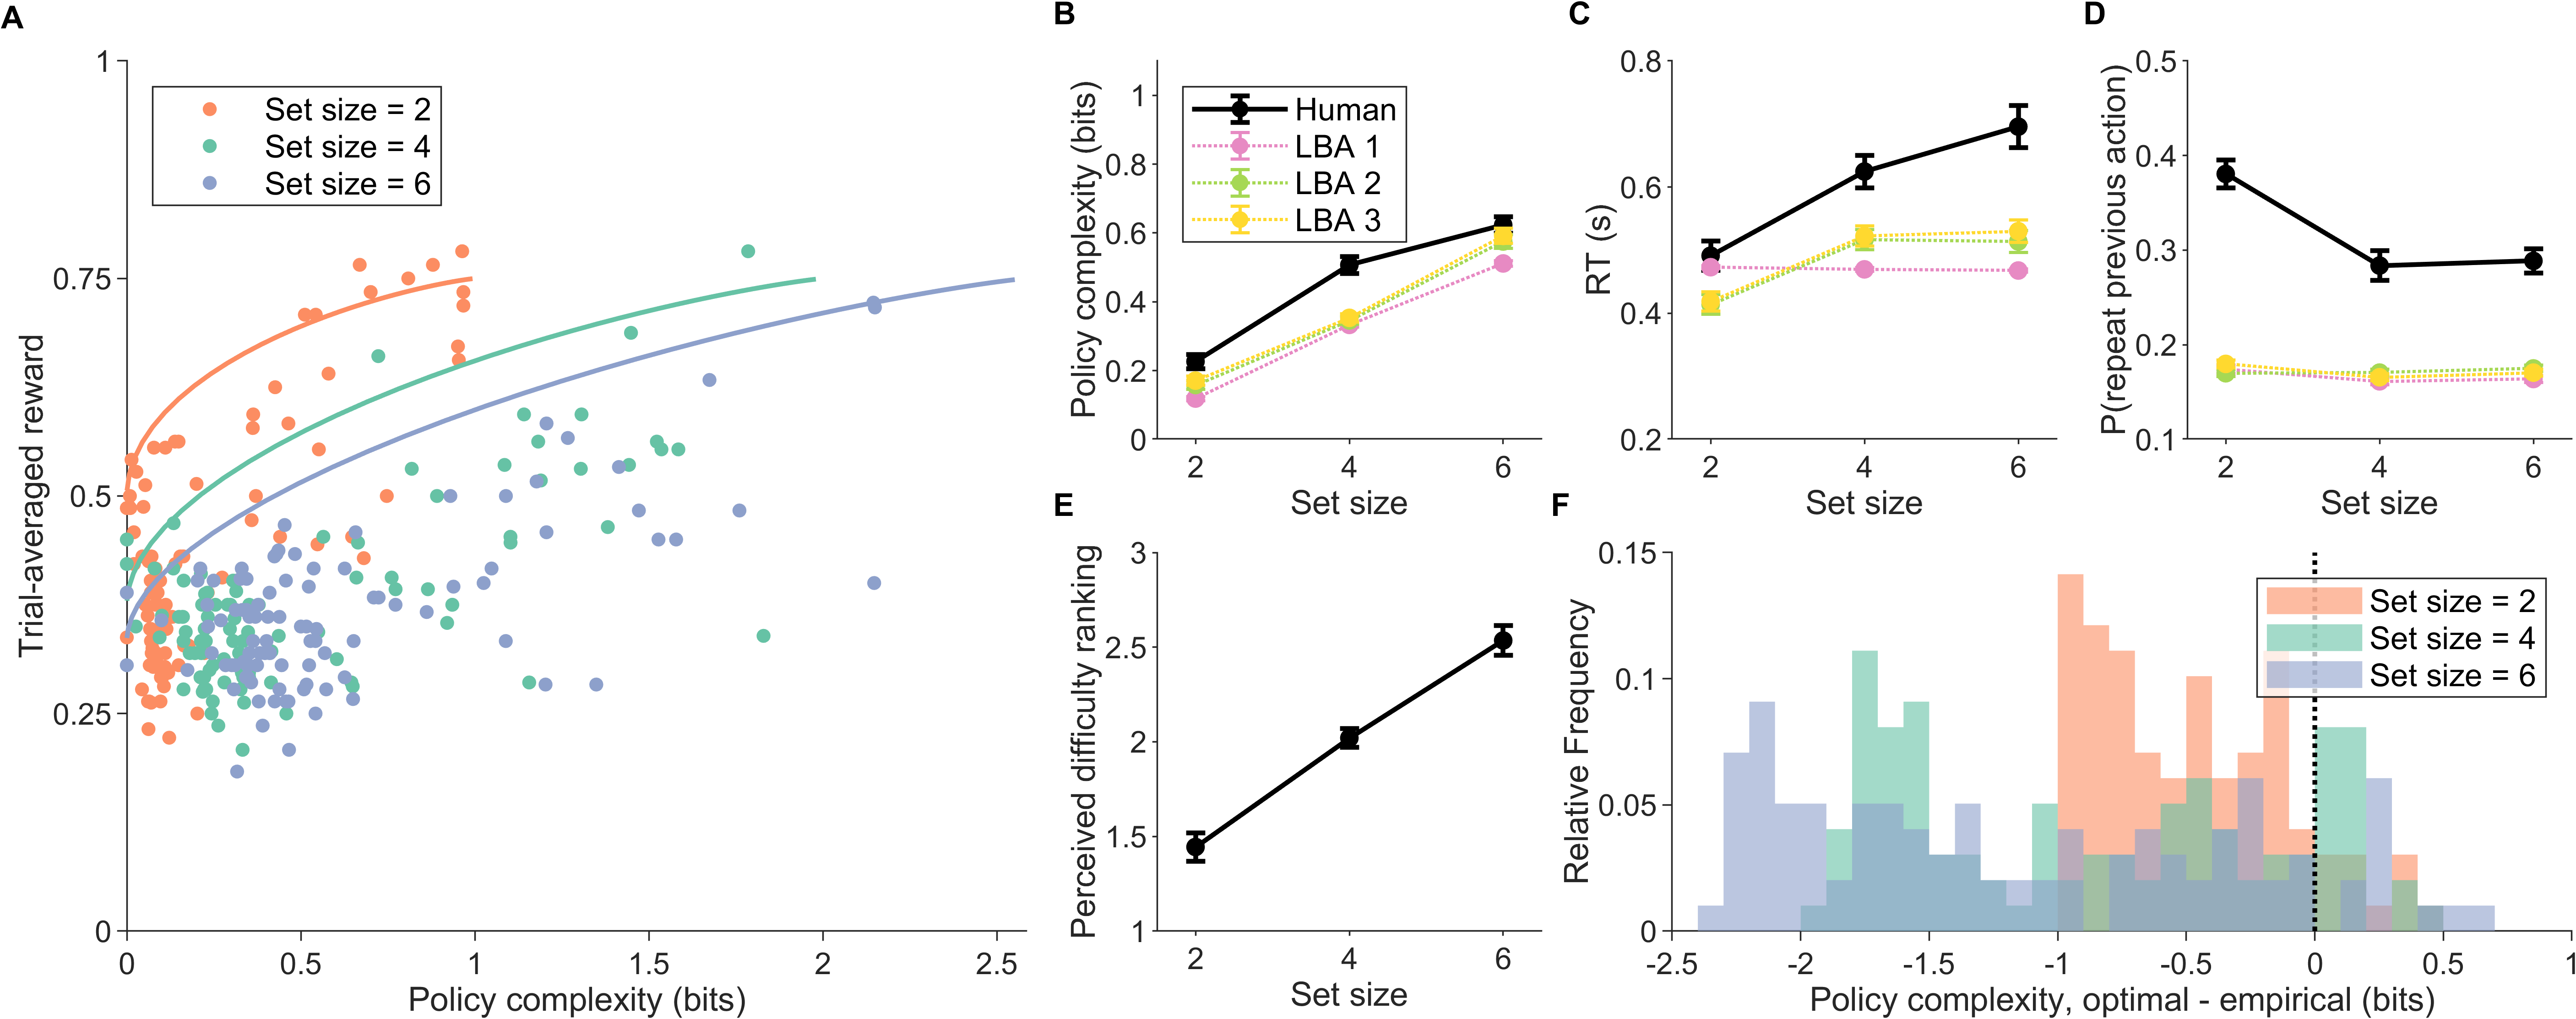 A
1
0.75
0.5
0.25
0
Trial-averaged reward
Set size = 2
Set size = 4
Set size = 6
0
0.5
1
1.5
2
2.5
Policy complexity (bits)
B
1
0.8
0.6
0.4
0.2
0
Policy complexity (bits)
Human
LBA 1
LBA 2
LBA 3
2
4
6
Set size
C
0.8
0.6
0.4
0.2
RT (s)
2
4
6
Set size
D
0.5
0.4
0.3
0.2
0.1
P(repeat previous action)
2
4
6
Set size
E
3
2.5
2
1.5
1
Perceived difficulty ranking
2
4
6
Set size
F
0.15
0.1
0.05
0
Relative Frequency
Set size = 2
Set size = 4
Set size = 6
-2.5
-2
-1.5
-1
-0.5
0
0.5
1
Policy complexity, optimal - empirical (bits)